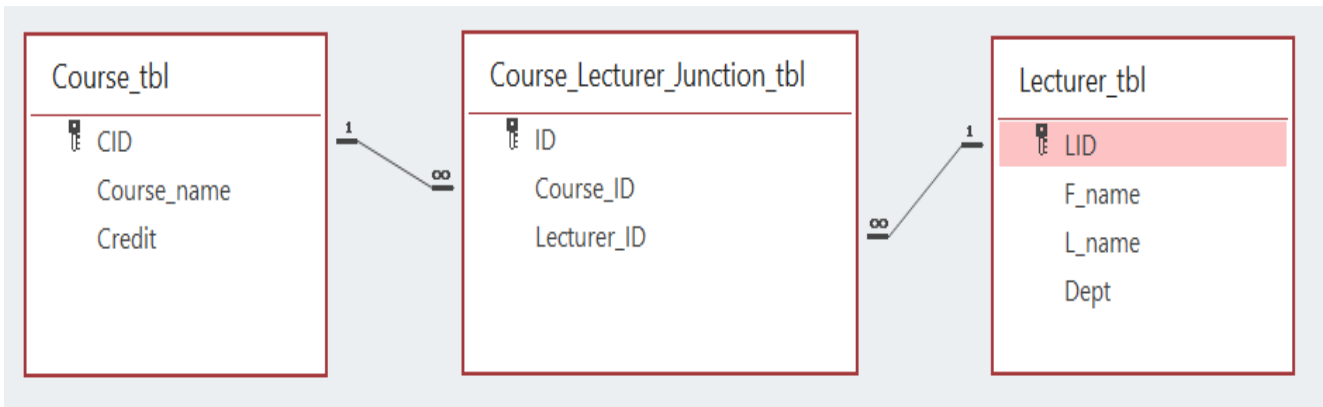 Course_tbl
CID
Course_name
Credit
1
∞
Course_Lecturer_Junction_tbl
ID
Course_ID
Lecturer_ID
∞
1
Lecturer_tbl
LID
F_name
L_name
Dept